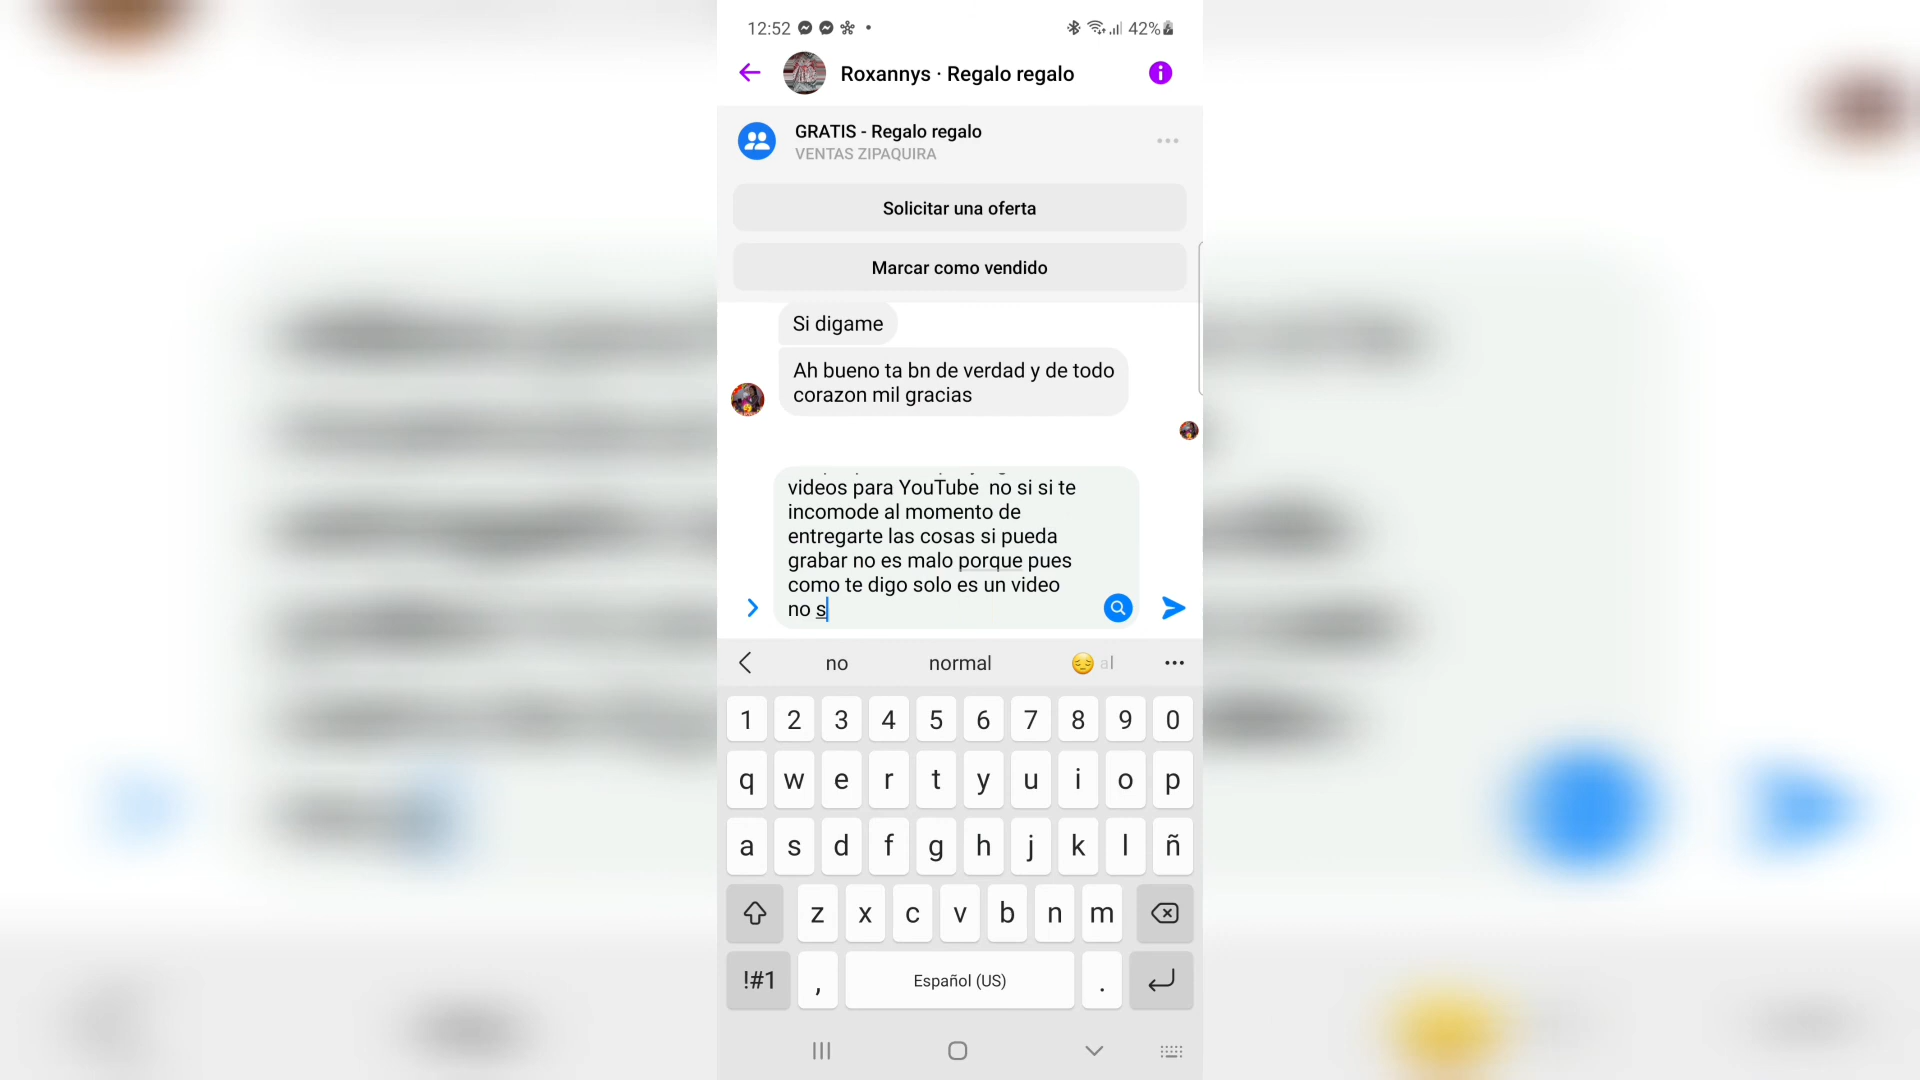 12:52
42%
Roxannys · Regalo regalo
GRATIS - Regalo regalo
VENTAS ZIPAQUIRA
Solicitar una oferta
Marcar como vendido
Si digame
Ah bueno ta bn de verdad y de todo
corazon mil gracias
videos para YouTube  no si si te
incomode al momento de
entregarte las cosas si pueda
grabar no es malo porque pues
como te digo solo es un video
no s
no normal al
1 2 3 4 5 6 7 8 9 0
q w e r t y u i o p
a s d f g h j k l ñ
z x c v b n m
!#1 , Español (US) .